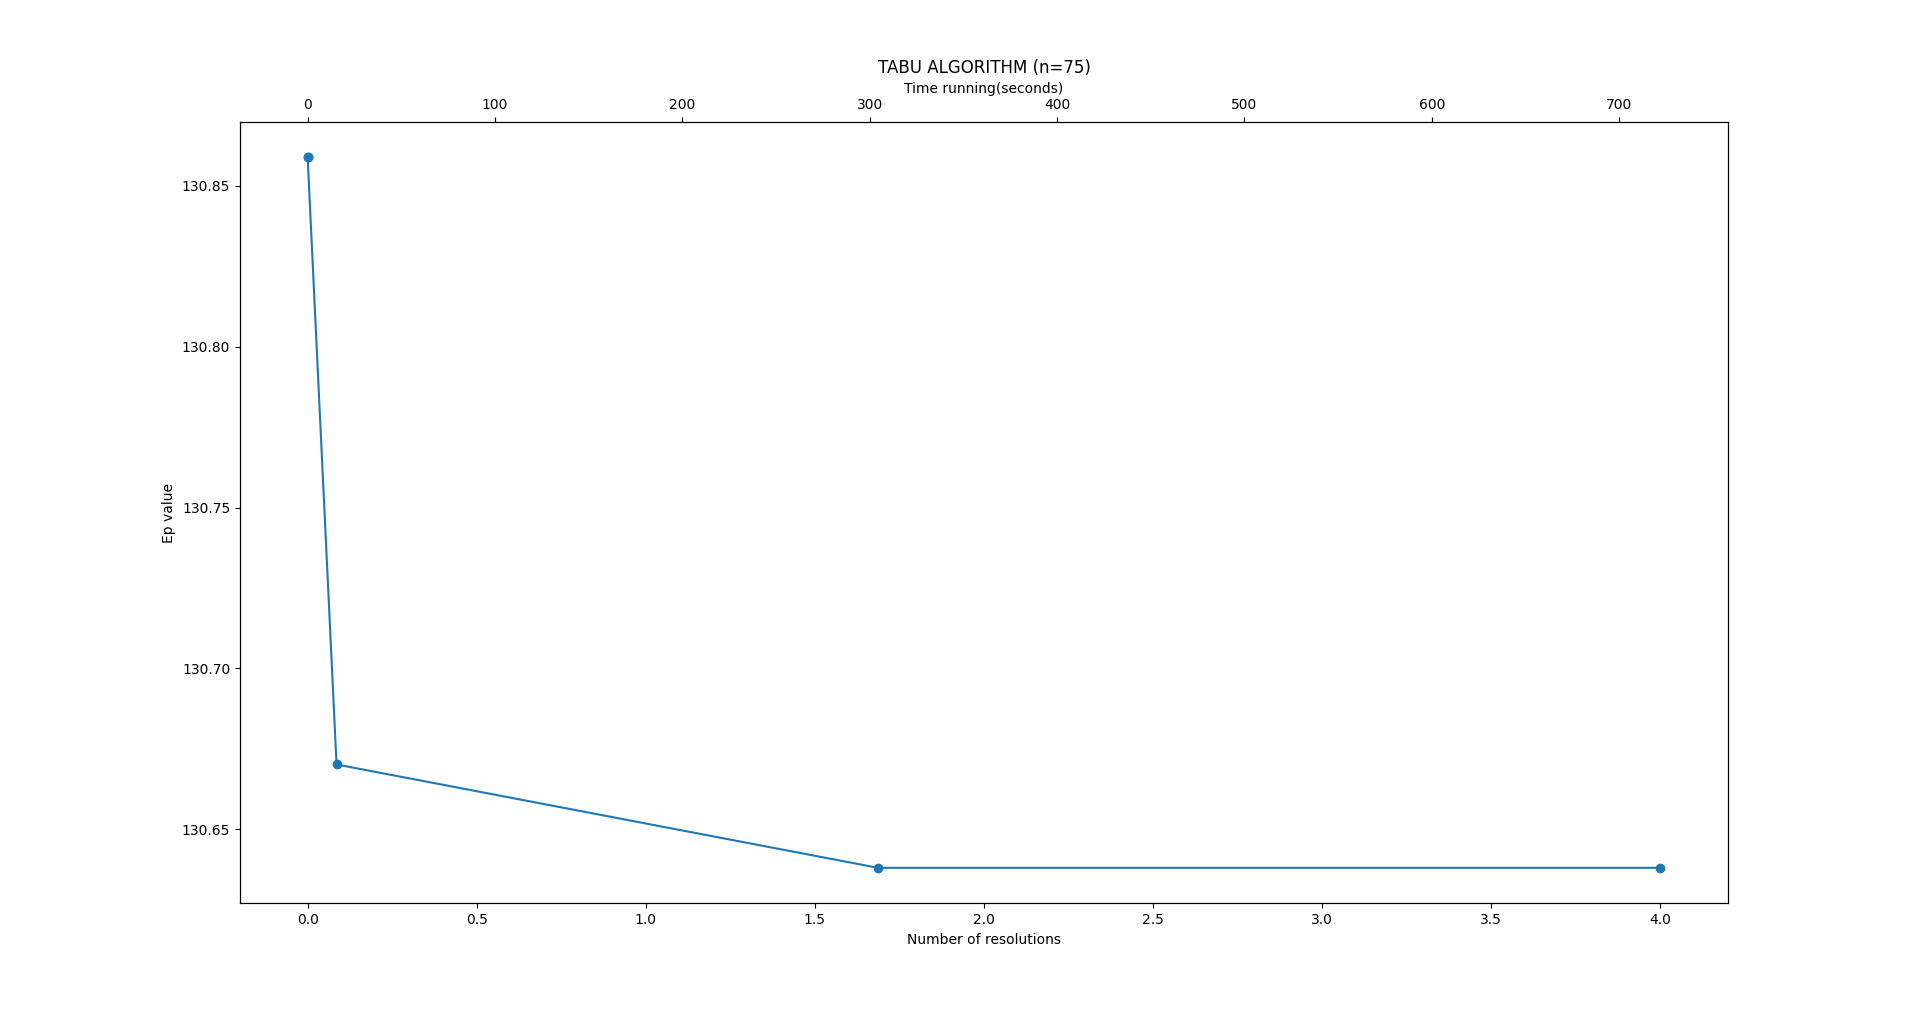 TABU ALGORITHM (n=75)
Time running(seconds)
0 100 200 300 400 500 600 700
130.85
130.80
130.75
130.70
130.65
Ep value
0.0 0.5 1.0 1.5 2.0 2.5 3.0 3.5 4.0
Number of resolutions